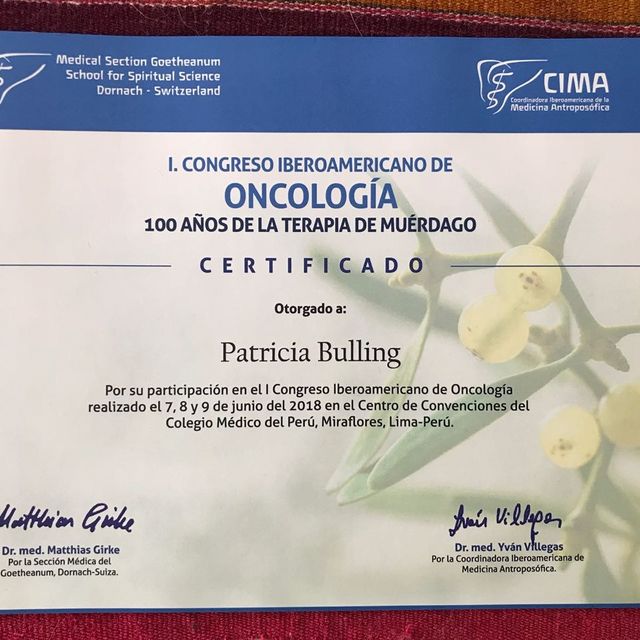 Medical Section Goetheanum
School for Spiritual Science
Dornach - Switzerland
CIMA
Coordinadora Iberoamericana de la
Medicina Antroposófica
I. CONGRESO IBEROAMERICANO DE
ONCOLOGÍA
100 AÑOS DE LA TERAPIA DE MUÉRDAGO
CERTIFICADO
Otorgado a:
Patricia Bulling
Por su participación en el I Congreso Iberoamericano de Oncología
realizado el 7, 8 y 9 de junio del 2018 en el Centro de Convenciones del
Colegio Médico del Perú, Miraflores, Lima-Perú.
Matthias Girke
Dr. med. Matthias Girke
Por la Sección Médica del
Goetheanum, Dornach-Suiza.
Yván Villegas
Dr. med. Yván Villegas
Por la Coordinadora Iberoamericana de
Medicina Antroposófica.